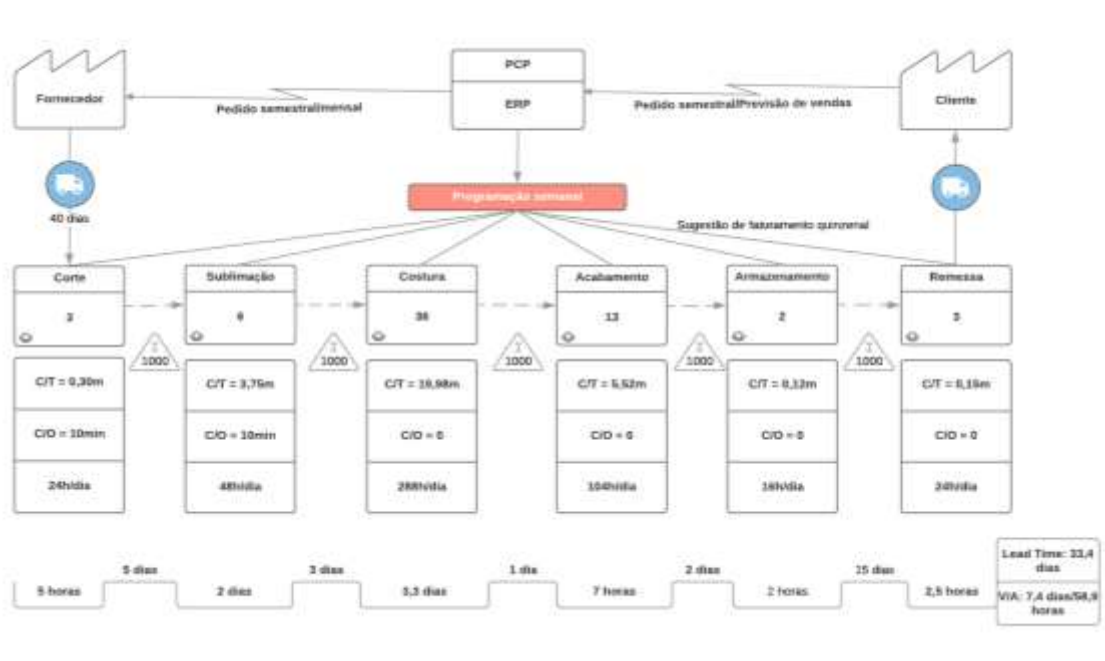 PCP
Fornecedor
ERP
Cliente
Pedido semestral/mensal
Pedido semestral/Previsão de vendas
40 dias
Programação semanal
Sugestão de faturamento quinzenal
Corte
Sublimação
Costura
Acabamento
Armazenamento
Remessa
3
6
36
13
2
3
I
I
I
I
I
1000
1000
1000
1000
1000
C/T = 0,30m
C/T = 3,75m
C/T = 19,98m
C/T = 5,52m
C/T = 0,12m
C/T = 0,15m
C/O = 10min
C/O = 10min
C/O = 0
C/O = 0
C/O = 0
C/O = 0
24h/dia
48h/dia
288h/dia
104h/dia
16h/dia
24h/dia
5 dias
3 dias
1 dia
2 dias
15 dias
5 horas
2 dias
3,3 dias
7 horas
2 horas
2,5 horas
Lead Time: 33,4
dias
V/A: 7,4 dias/58,9
horas